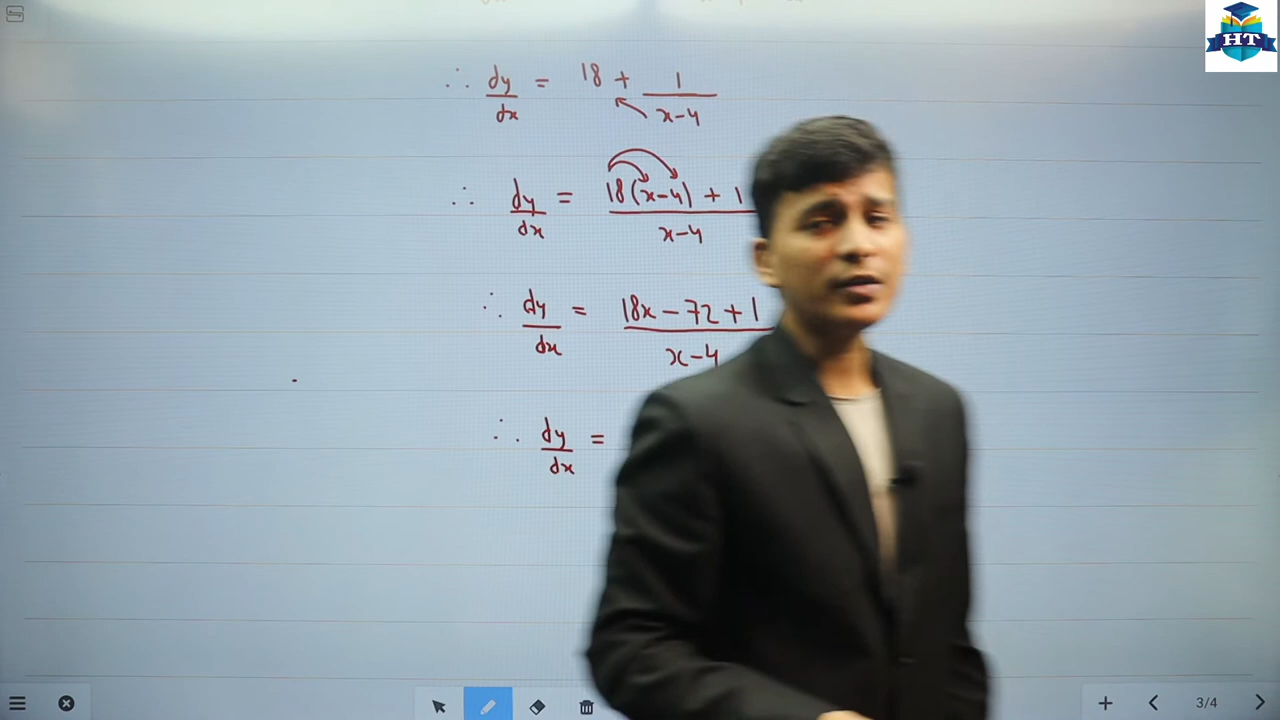 ∴ dy/dx = 18 + 1/(x-4)
∴ dy/dx = (18(x-4) + 1)/(x-4)
∴ dy/dx = (18x - 72 + 1)/(x-4)
∴ dy/dx =
HT
3/4